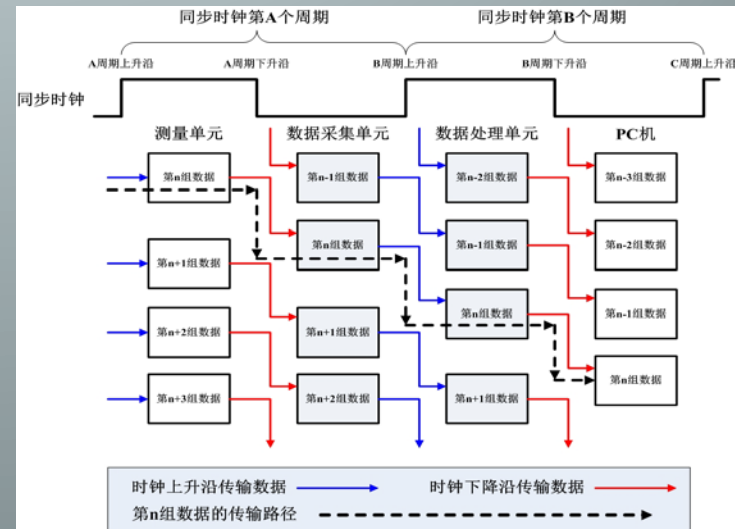 同步时钟第A个周期 同步时钟第B个周期
A周期上升沿 A周期下升沿 B周期上升沿 B周期下升沿 C周期上升沿
同步时钟
测量单元 数据采集单元 数据处理单元 PC机
第n组数据 第n-1组数据 第n-2组数据 第n-3组数据
第n组数据 第n-1组数据 第n-2组数据
第n+1组数据
第n组数据 第n-1组数据
第n+2组数据 第n+1组数据
第n组数据
第n+3组数据 第n+2组数据 第n+1组数据
时钟上升沿传输数据 时钟下降沿传输数据
第n组数据的传输路径